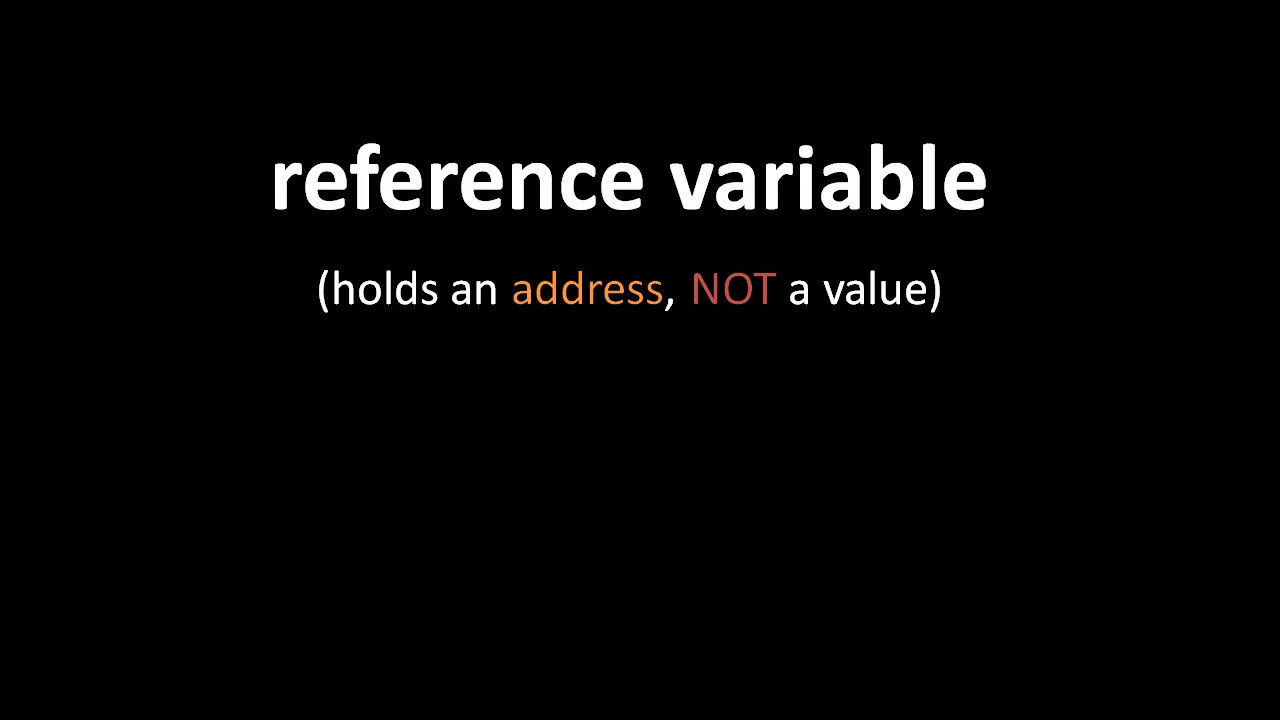 reference variable
(holds an address, NOT a value)